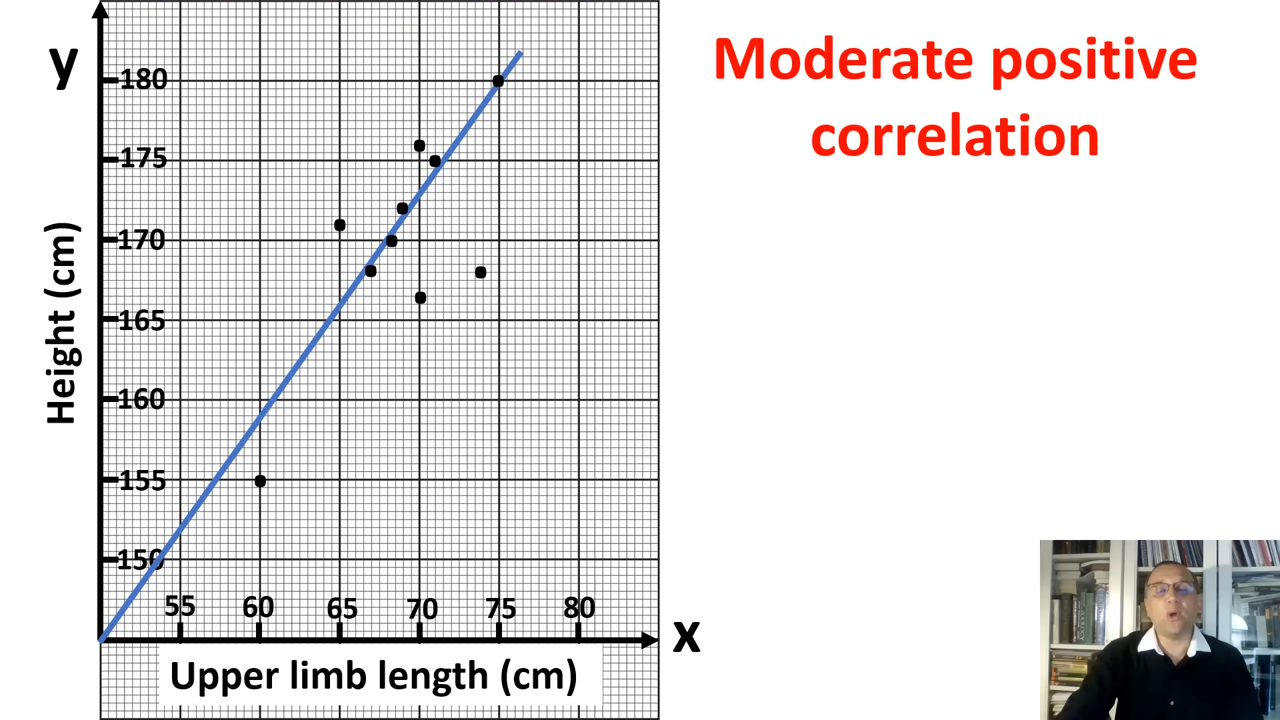 Moderate positive
correlation
y
180
175
170
165
160
155
150
Height (cm)
55 60 65 70 75 80
x
Upper limb length (cm)